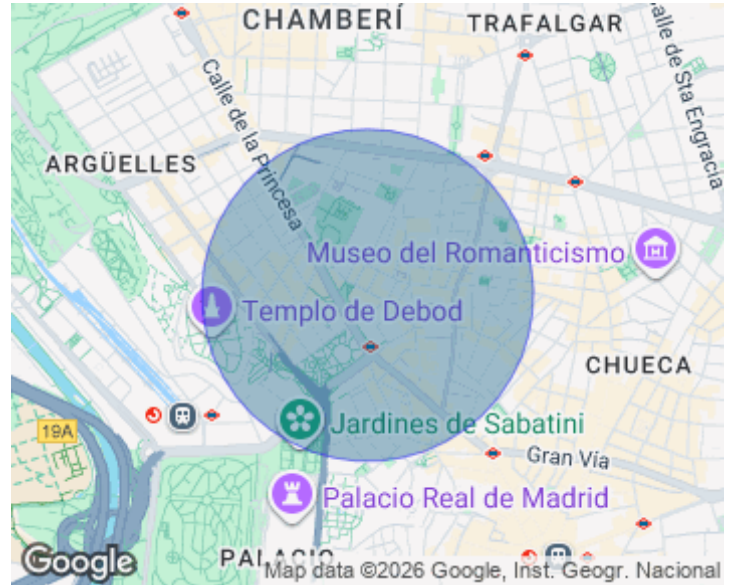 CHAMBERÍ
TRAFALGAR
Calle de Sta Engracia
Calle de la Princesa
ARGÜELLES
Museo del Romanticismo
Templo de Debod
CHUECA
Jardines de Sabatini
19A
Gran Vía
Palacio Real de Madrid
PALACIO
Google
Map data ©2026 Google, Inst. Geogr. Nacional